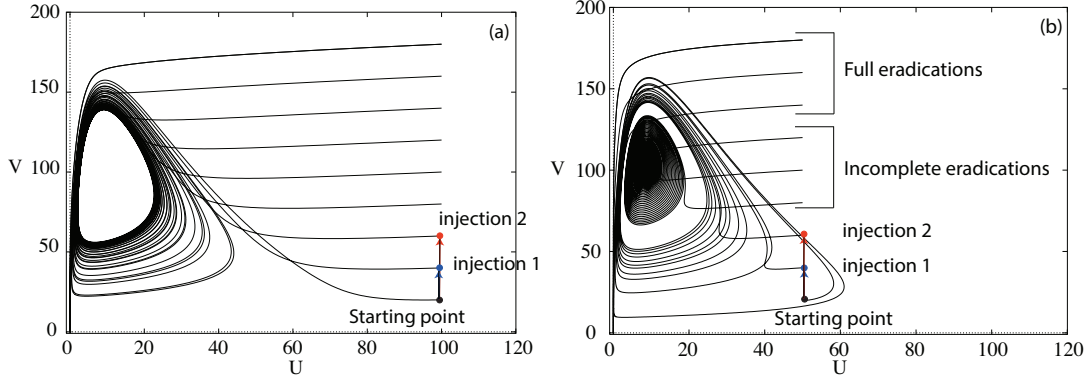 200
(a)
150
V
100
injection 2
50
injection 1
Starting point
0
0 20 40 60 80 100 120
U
200
(b)
Full eradications
150
V
100
Incomplete eradications
injection 2
50
injection 1
Starting point
0
0 20 40 60 80 100 120
U